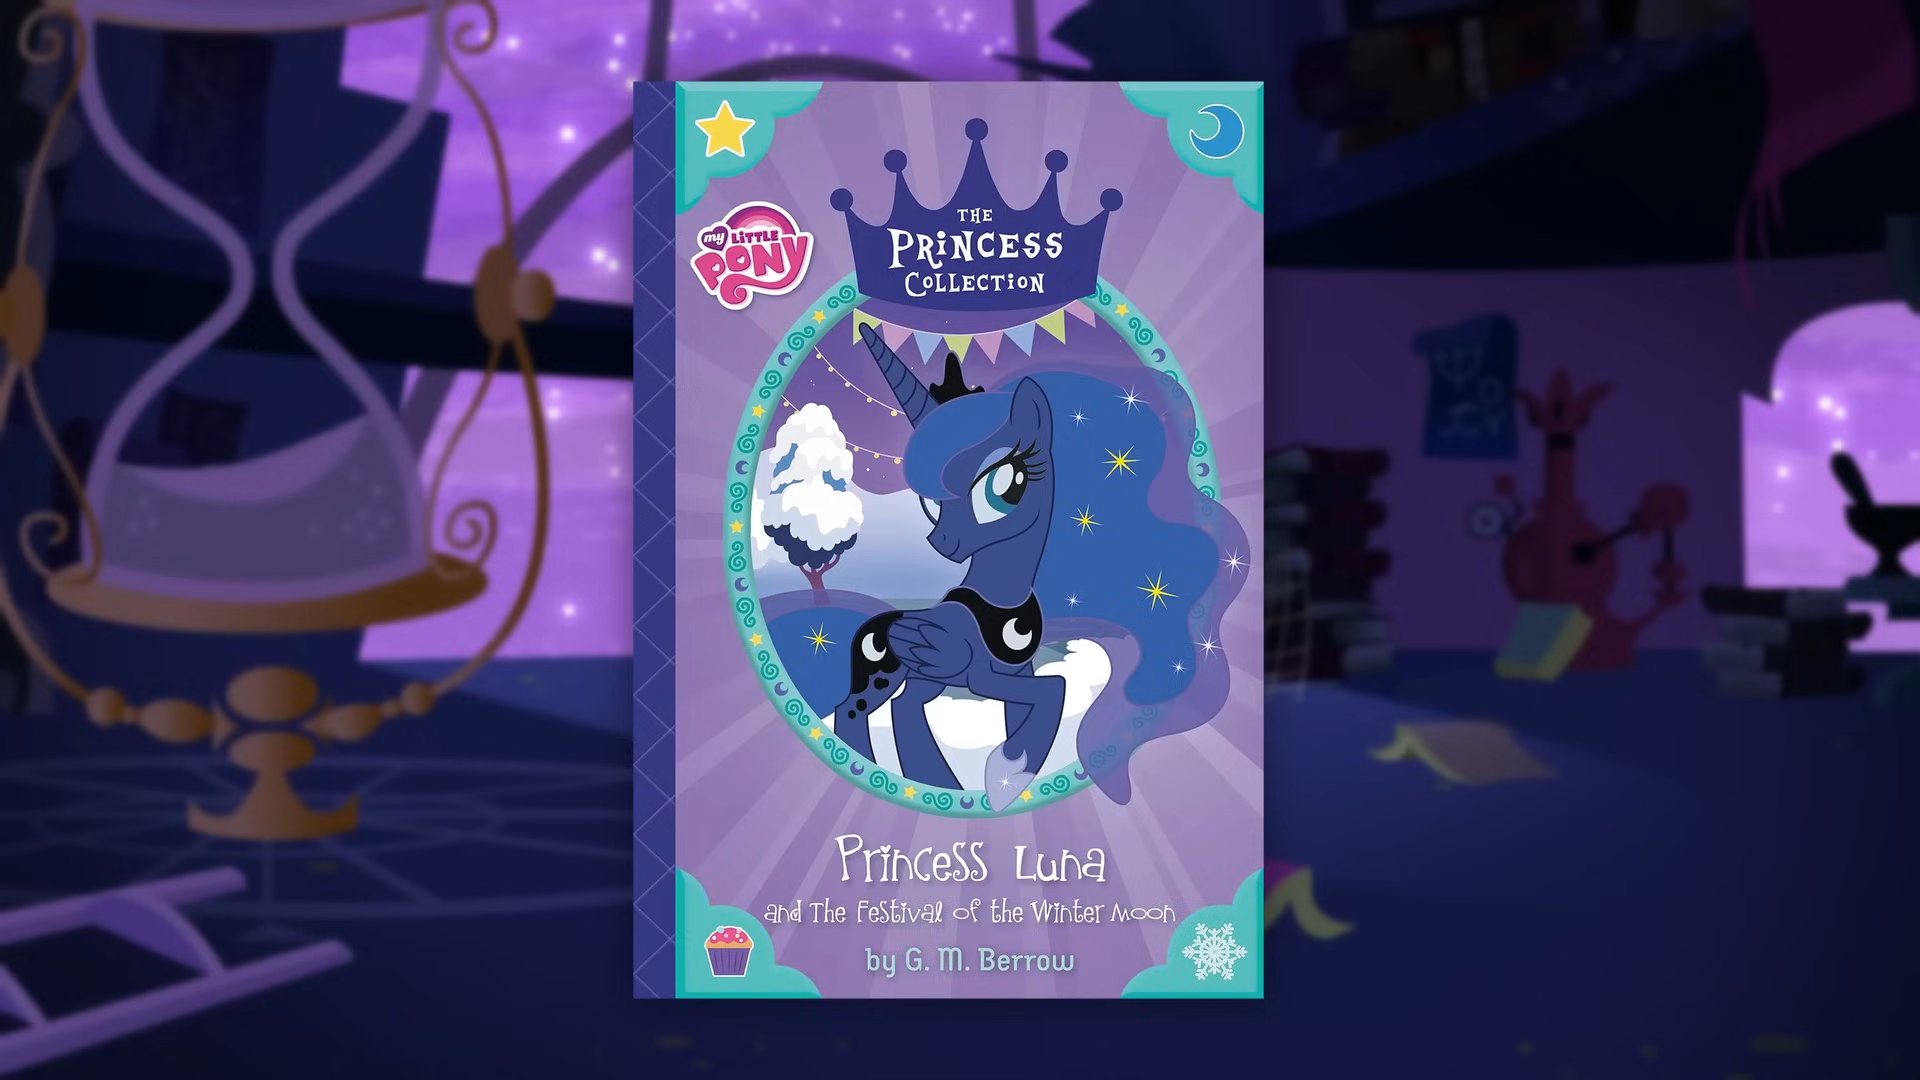 THE
PRINCESS
COLLECTION
my LITTLE
PONY
Princess Luna
and The Festival of the Winter Moon
by G. M. Berrow